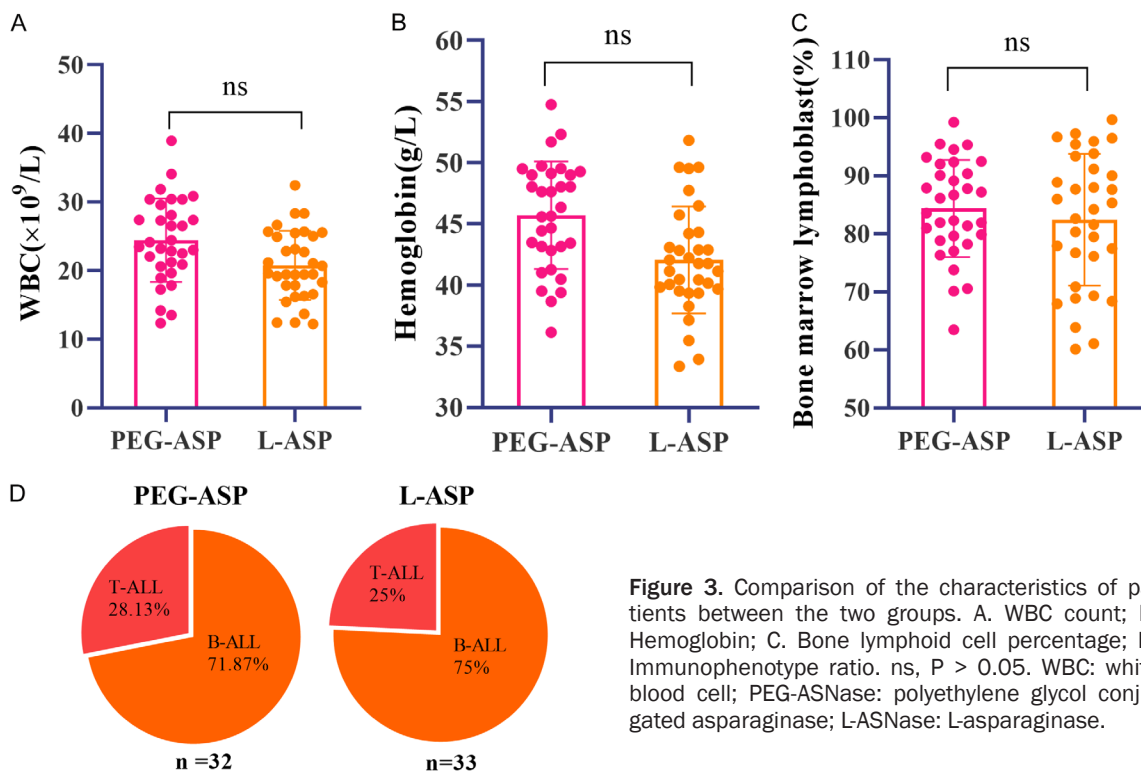 A
WBC(×10⁹/L)
50
40
30
20
10
0
ns
PEG-ASP
L-ASP
B
Hemoglobin(g/L)
60
55
50
45
40
35
30
ns
PEG-ASP
L-ASP
C
Bone marrow lymphoblast(%)
110
100
90
80
70
60
50
ns
PEG-ASP
L-ASP
D
PEG-ASP
T-ALL
28.13%
B-ALL
71.87%
n =32
L-ASP
T-ALL
25%
B-ALL
75%
n=33
Figure 3. Comparison of the characteristics of p
tients between the two groups. A. WBC count;
Hemoglobin; C. Bone lymphoid cell percentage;
Immunophenotype ratio. ns, P > 0.05. WBC: whit
blood cell; PEG-ASNase: polyethylene glycol conj
gated asparaginase; L-ASNase: L-asparaginase.